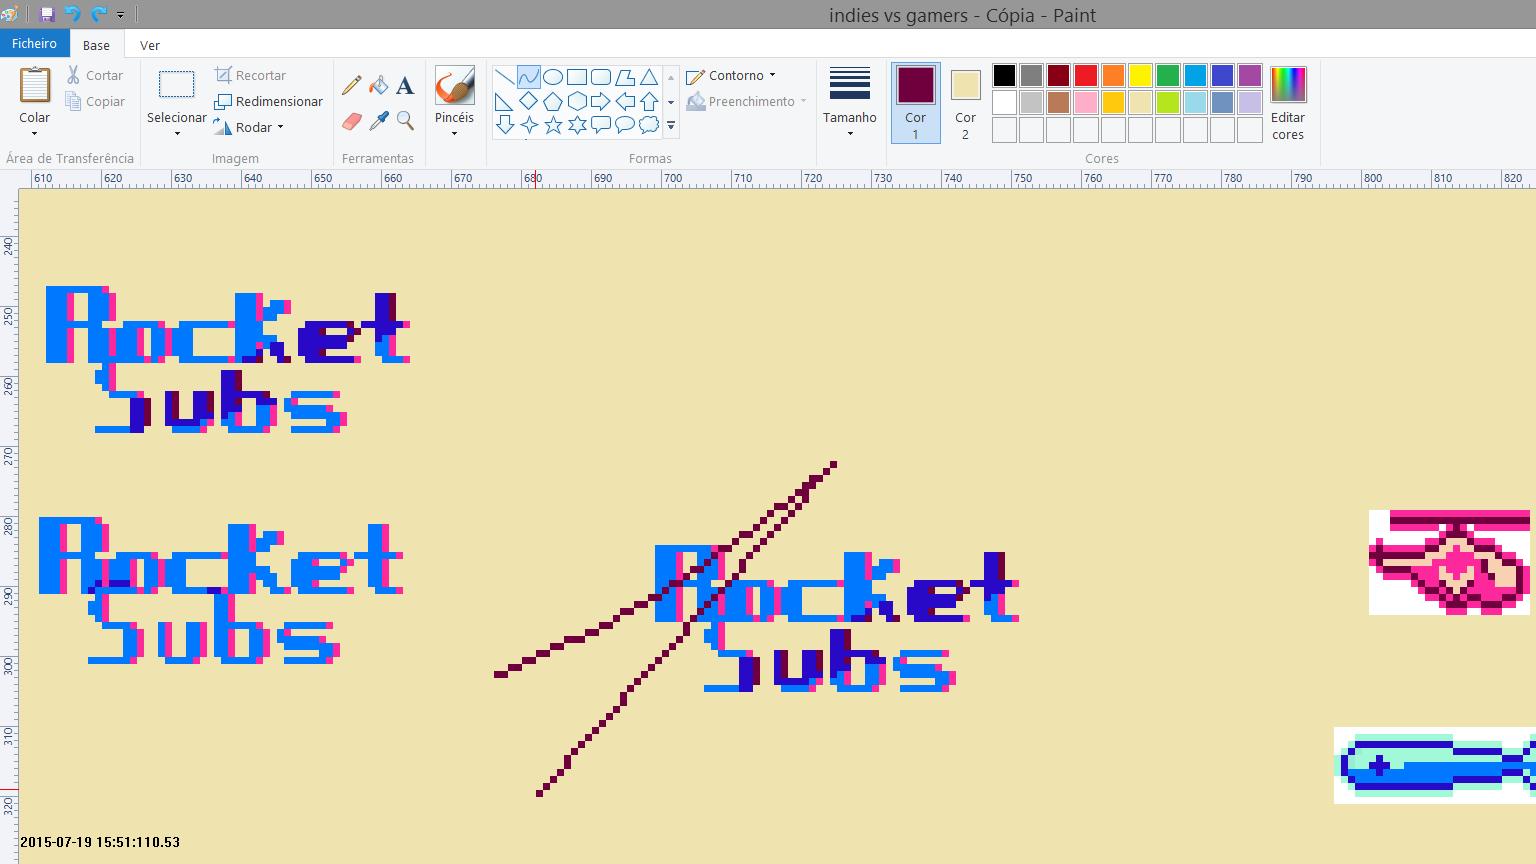 indies vs gamers - Cópia - Paint
Ficheiro Base Ver
Colar
Cortar
Copiar
Área de Transferência
Selecionar
Recortar
Redimensionar
Rodar
Imagem
A
Ferramentas
Pincéis
Contorno
Preenchimento
Formas
Tamanho
Cor 1
Cor 2
Editar cores
Cores
610 620 630 640 650 660 670 680 690 700 710 720 730 740 750 760 770 780 790 800 810 820
240
250
260
270
280
290
300
310
320
Rocket
Subs
Rocket
Subs
Rocket
Subs
2015-07-19 15:51:110.53